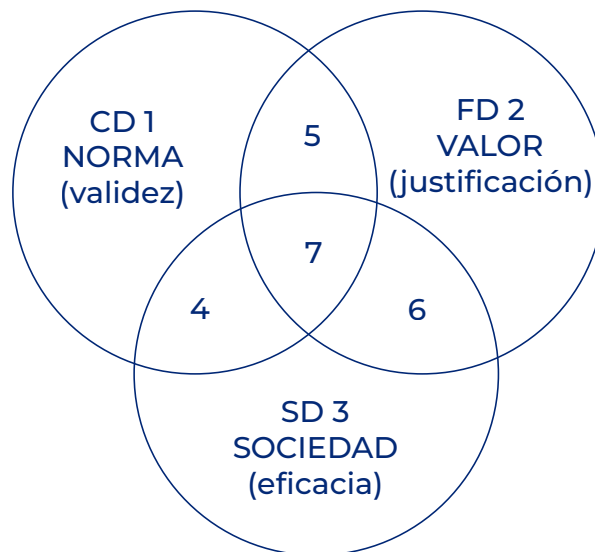 CD 1
NORMA
(validez)
5
FD 2
VALOR
(justificación)
7
4
6
SD 3
SOCIEDAD
(eficacia)